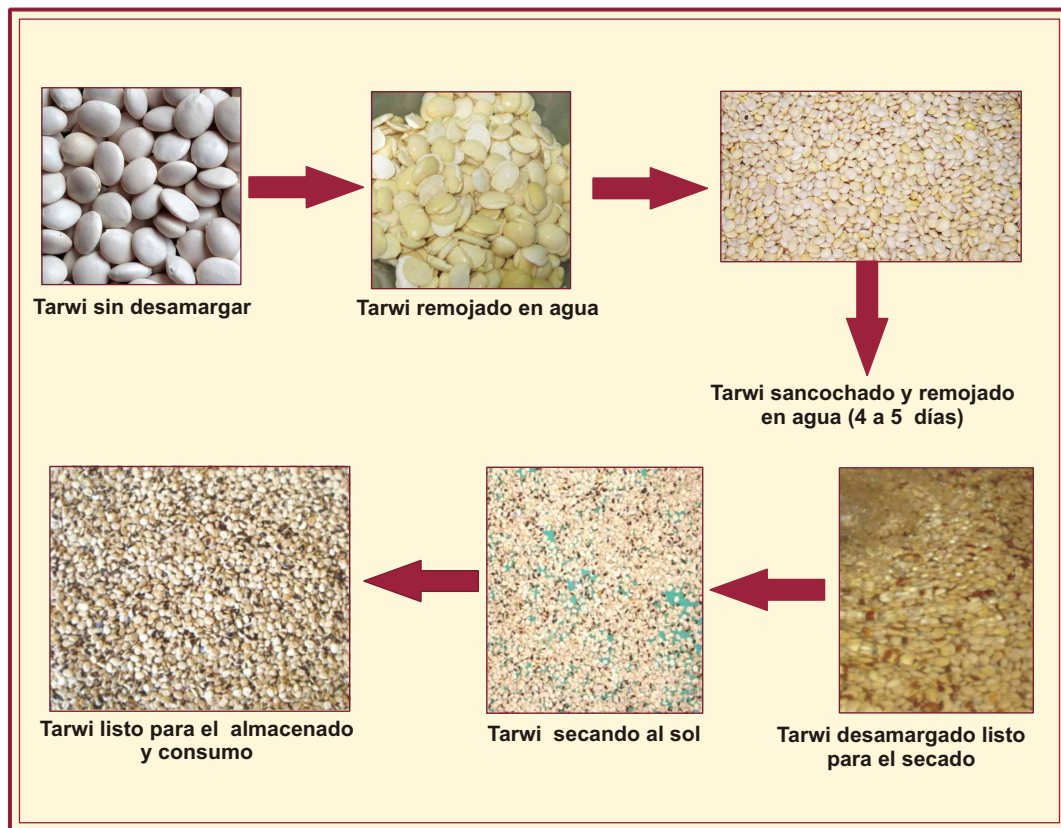 Tarwi sin desamargar
Tarwi remojado en agua
Tarwi sancochado y remojado
en agua (4 a 5 días)
Tarwi desamargado listo
para el secado
Tarwi secando al sol
Tarwi listo para el almacenado
y consumo